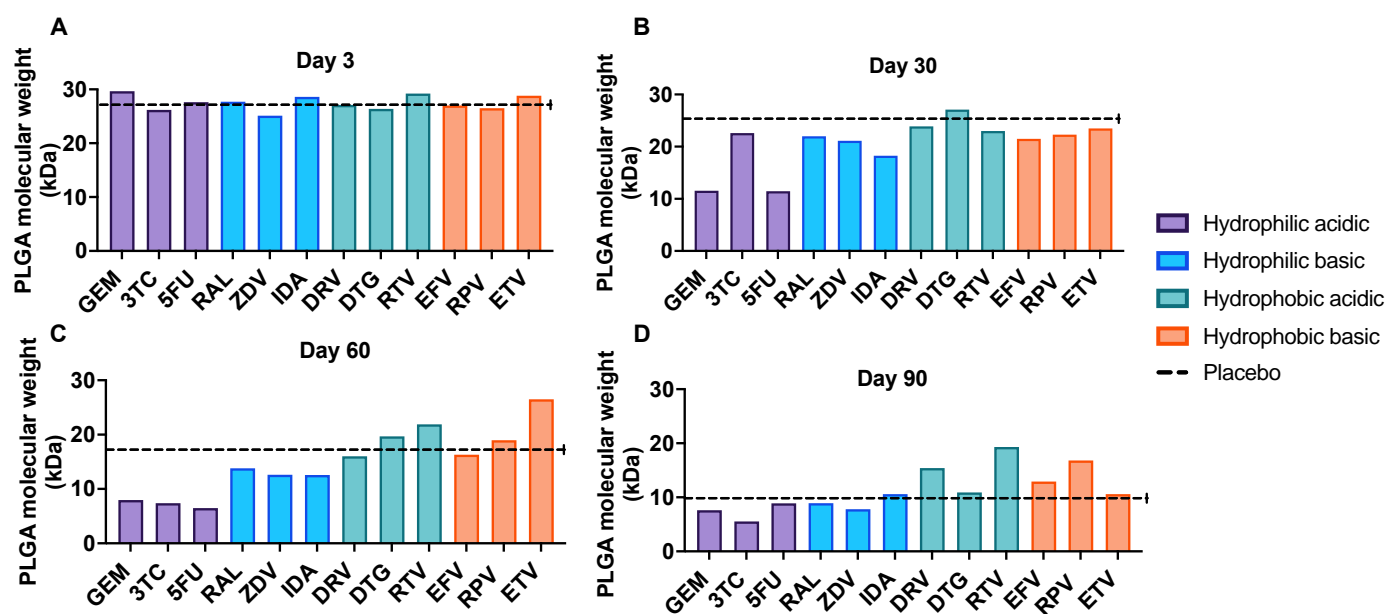 A
Day 3
PLGA molecular weight
(kDa)
30
20
10
0
GEM
3TC
5FU
RAL
ZDV
IDA
DRV
DTG
RTV
EFV
RPV
ETV
B
Day 30
PLGA molecular weight
(kDa)
30
20
10
0
GEM
3TC
5FU
RAL
ZDV
IDA
DRV
DTG
RTV
EFV
RPV
ETV
Hydrophilic acidic
Hydrophilic basic
Hydrophobic acidic
Hydrophobic basic
Placebo
C
Day 60
PLGA molecular weight
(kDa)
30
20
10
0
GEM
3TC
5FU
RAL
ZDV
IDA
DRV
DTG
RTV
EFV
RPV
ETV
D
Day 90
PLGA molecular weight
(kDa)
30
20
10
0
GEM
3TC
5FU
RAL
ZDV
IDA
DRV
DTG
RTV
EFV
RPV
ETV